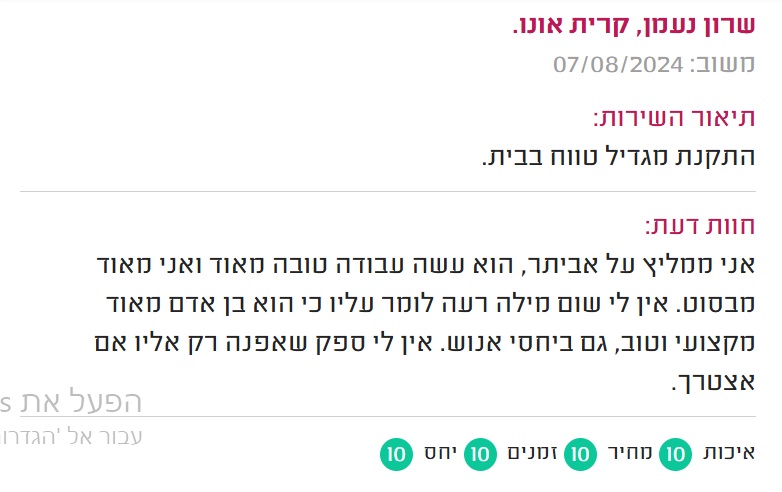 שרון נעמן, קרית אונו.
משוב: 07/08/2024
תיאור השירות:
התקנת מגדיל טווח בבית.
חוות דעת:
אני ממליץ על אביתר, הוא עשה עבודה טובה מאוד ואני מאוד
מבסוט. אין לי שום מילה רעה לומר עליו כי הוא בן אדם מאוד
מקצועי וטוב, גם ביחסי אנוש. אין לי ספק שאפנה רק אליו אם
אצטרך.
הפעל את
עבור אל '
איכות 10 מחיר 10 זמנים 10 יחס 10